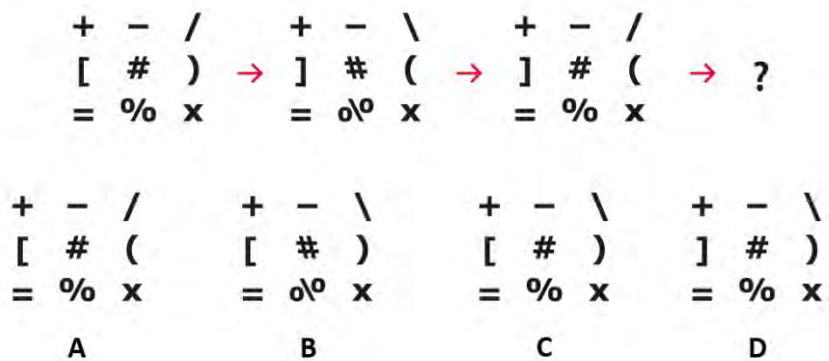 + − / + − \ + − /
[ # ) → ] # ( → ] # ( → ?
= % x = o\o x = % x
+ − / + − \ + − \ + − \
[ # ( [ # ) [ # ) ] # )
= % x = o\o x = % x = % x
A B C D